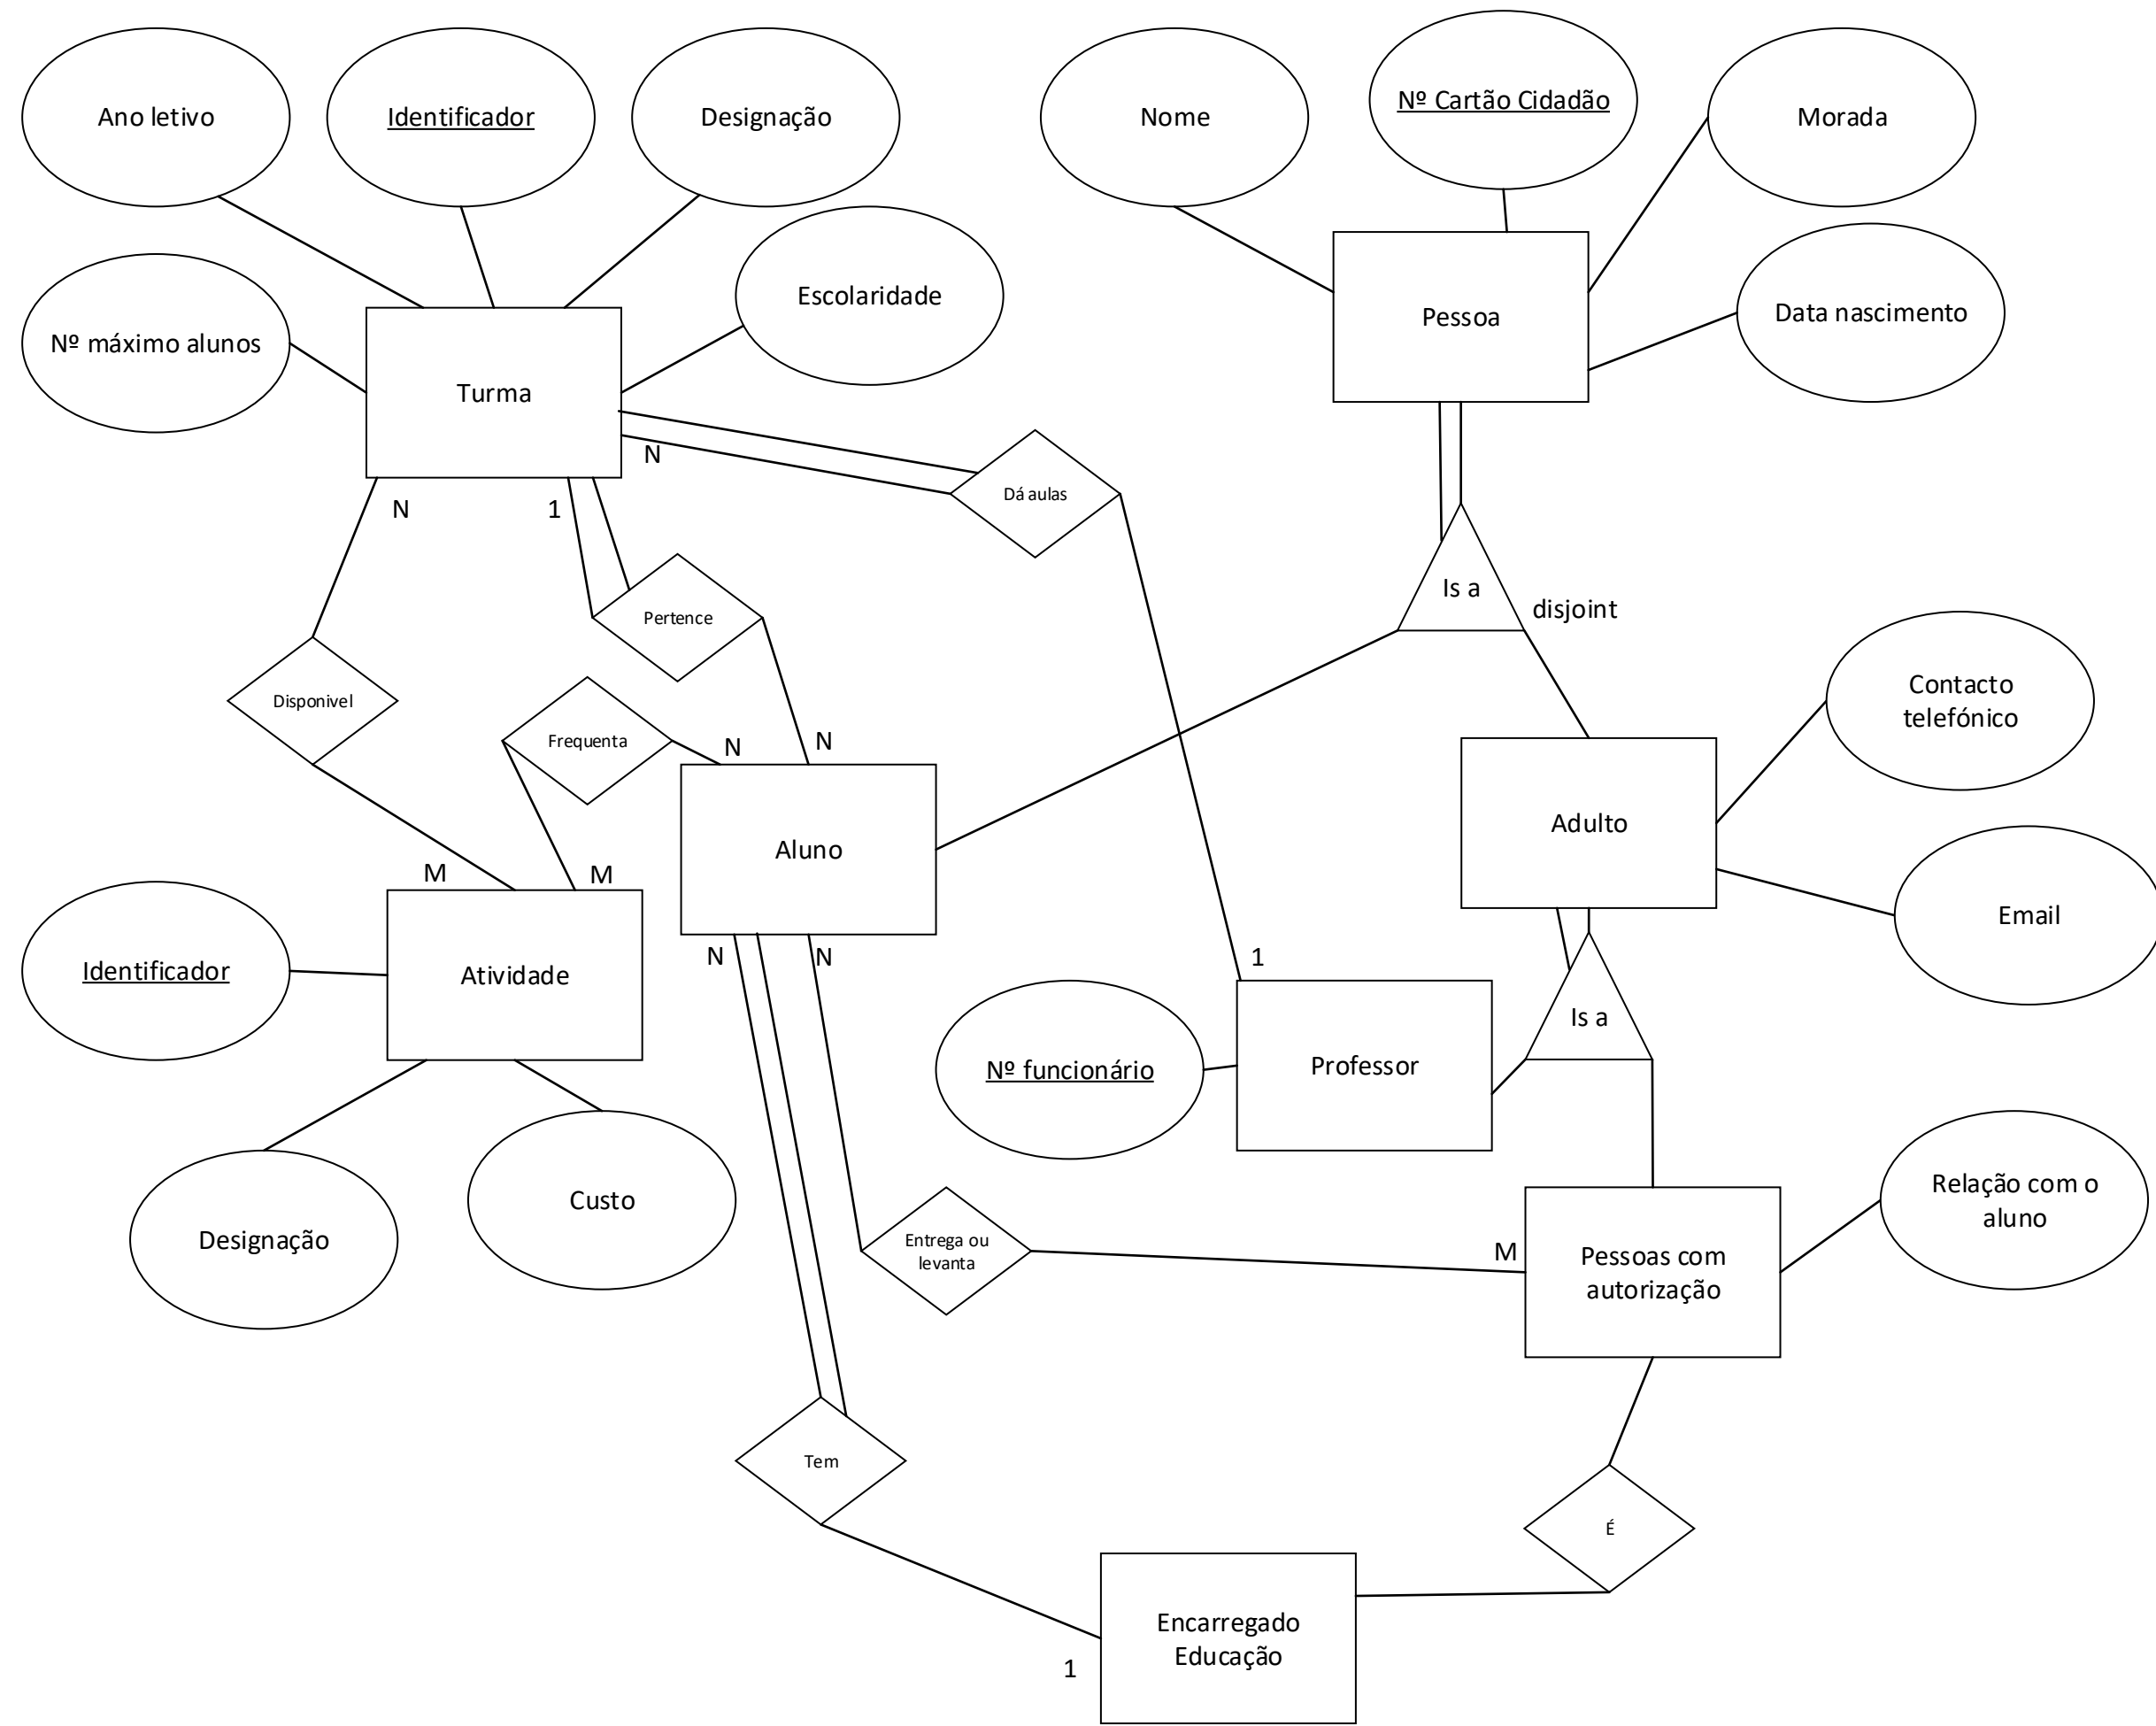 Ano letivo
Identificador
Designação
Nome
Nº Cartão Cidadão
Morada
Nº máximo alunos
Escolaridade
Turma
Pessoa
Data nascimento
N
N
1
Dá aulas
Pertence
Is a
disjoint
Disponivel
Frequenta
N
N
Contacto
telefónico
Aluno
Adulto
M
M
Email
Identificador
Atividade
N
N
1
Nº funcionário
Professor
Is a
Designação
Custo
Entrega ou
levanta
M
Pessoas com
autorização
Relação com o
aluno
Tem
É
Encarregado
Educação
1